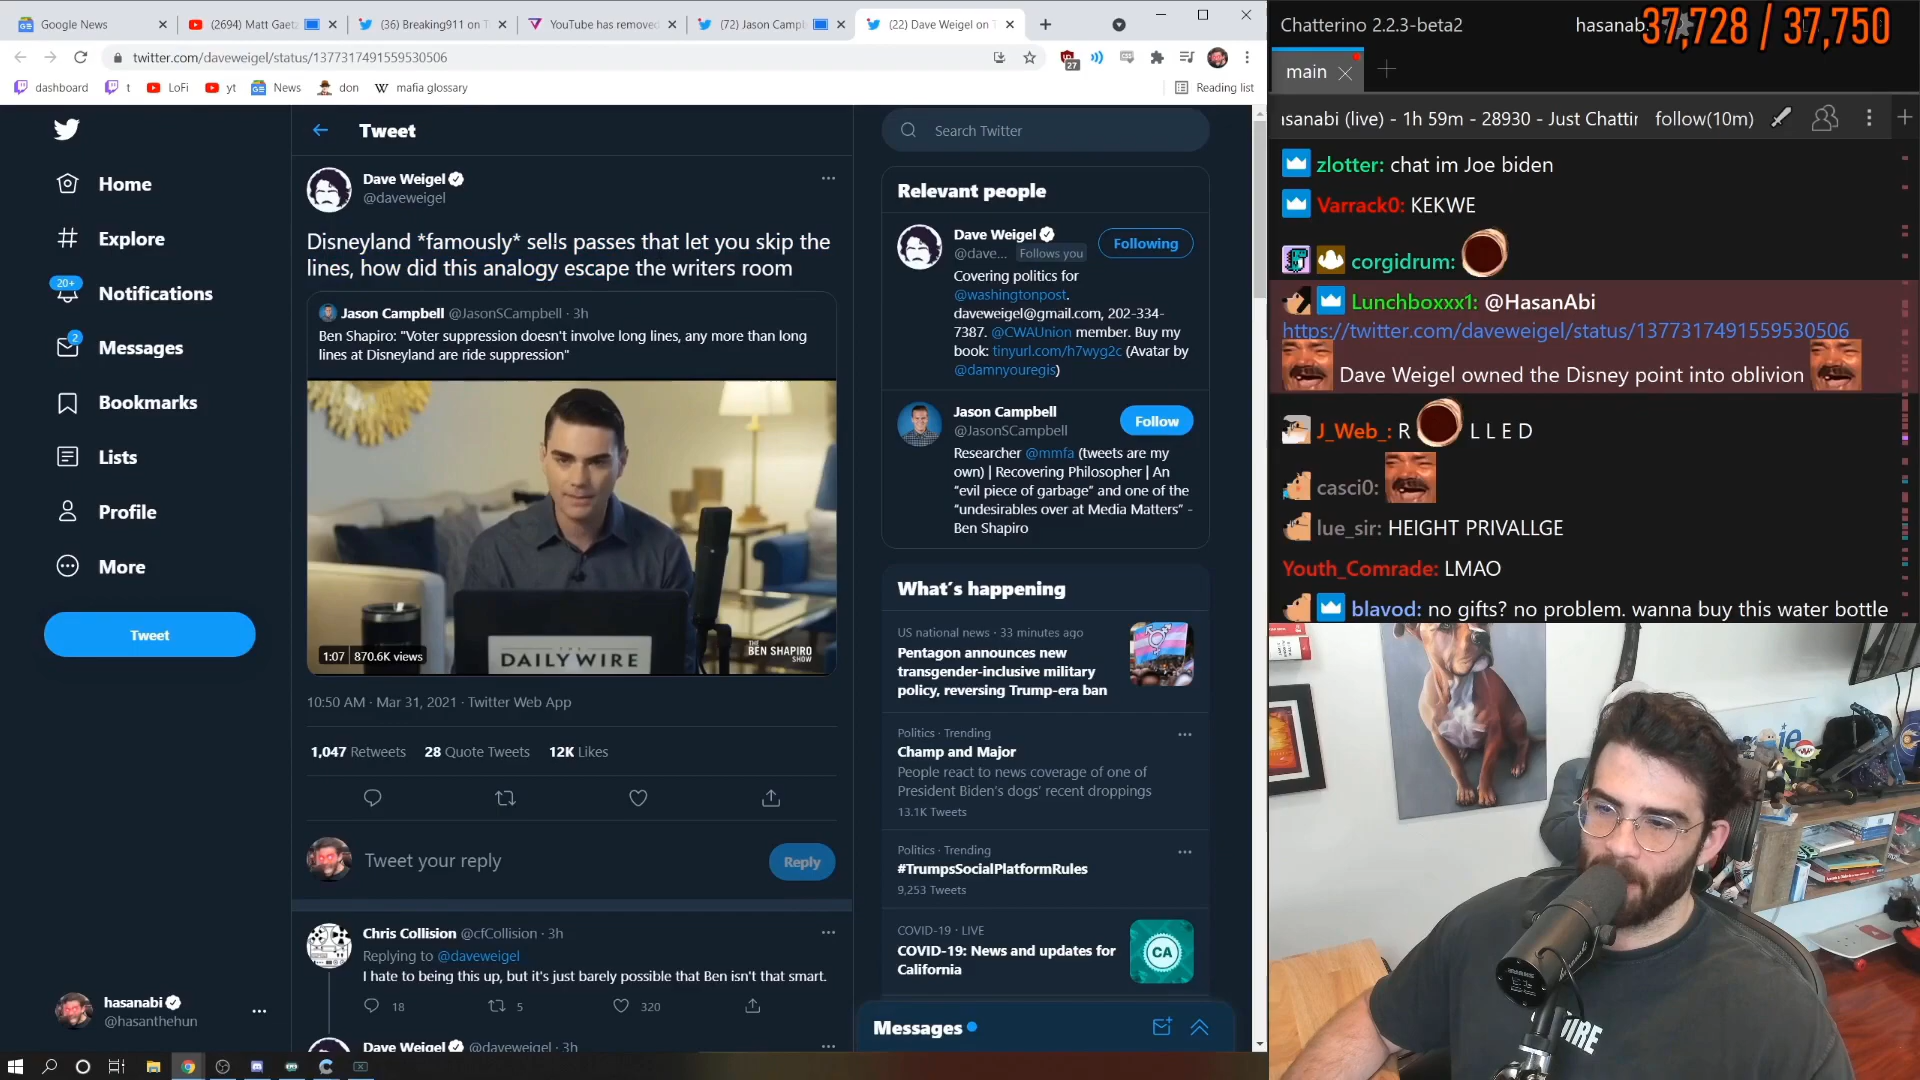 Google News
(2694) Matt Gaetz
(36) Breaking911 on T
YouTube has removed
(72) Jason Campb
(22) Dave Weigel on T
twitter.com/daveweigel/status/1377317491559530506
27
dashboard
t
LoFi
yt
News
don
W mafia glossary
Reading list
Home
Explore
20+
Notifications
2
Messages
Bookmarks
Lists
Profile
More
Tweet
hasanabi
@hasanthehun
Tweet
Dave Weigel
@daveweigel
Disneyland *famously* sells passes that let you skip the
lines, how did this analogy escape the writers room
Jason Campbell @JasonSCampbell · 3h
Ben Shapiro: "Voter suppression doesn't involve long lines, any more than long
lines at Disneyland are ride suppression"
THE
DAILY WIRE
THE
BEN SHAPIRO
SHOW
1:07 870.6K views
10:50 AM · Mar 31, 2021 · Twitter Web App
1,047 Retweets 28 Quote Tweets 12K Likes
Tweet your reply
Reply
Chris Collision @cfCollision · 3h
Replying to @daveweigel
I hate to being this up, but it's just barely possible that Ben isn't that smart.
18 5 320
Dave Weigel @daveweigel · 3h
Search Twitter
Relevant people
Dave Weigel
@dave... Follows you
Following
Covering politics for
@washingtonpost.
daveweigel@gmail.com, 202-334-
7387. @CWAUnion member. Buy my
book: tinyurl.com/h7wyg2c (Avatar by
@damnyouregis)
Jason Campbell
@JasonSCampbell
Follow
Researcher @mmfa (tweets are my
own) | Recovering Philosopher | An
"evil piece of garbage" and one of the
"undesirables over at Media Matters" -
Ben Shapiro
What's happening
US national news · 33 minutes ago
Pentagon announces new
transgender-inclusive military
policy, reversing Trump-era ban
Politics · Trending
Champ and Major
People react to news coverage of one of
President Biden's dogs' recent droppings
13.1K Tweets
Politics · Trending
#TrumpsSocialPlatformRules
9,253 Tweets
COVID-19 · LIVE
COVID-19: News and updates for
California
CA
Messages
Chatterino 2.2.3-beta2
hasanab
37,728 / 37,750
main
asanabi (live) - 1h 59m - 28930 - Just Chattin
follow(10m)
zlotter: chat im Joe biden
Varrack0: KEKWE
corgidrum:
Lunchboxxx1: @HasanAbi
https://twitter.com/daveweigel/status/1377317491559530506
Dave Weigel owned the Disney point into oblivion
J_Web_: R L L E D
casci0:
lue_sir: HEIGHT PRIVALLGE
Youth_Comrade: LMAO
blavod: no gifts? no problem. wanna buy this water bottle